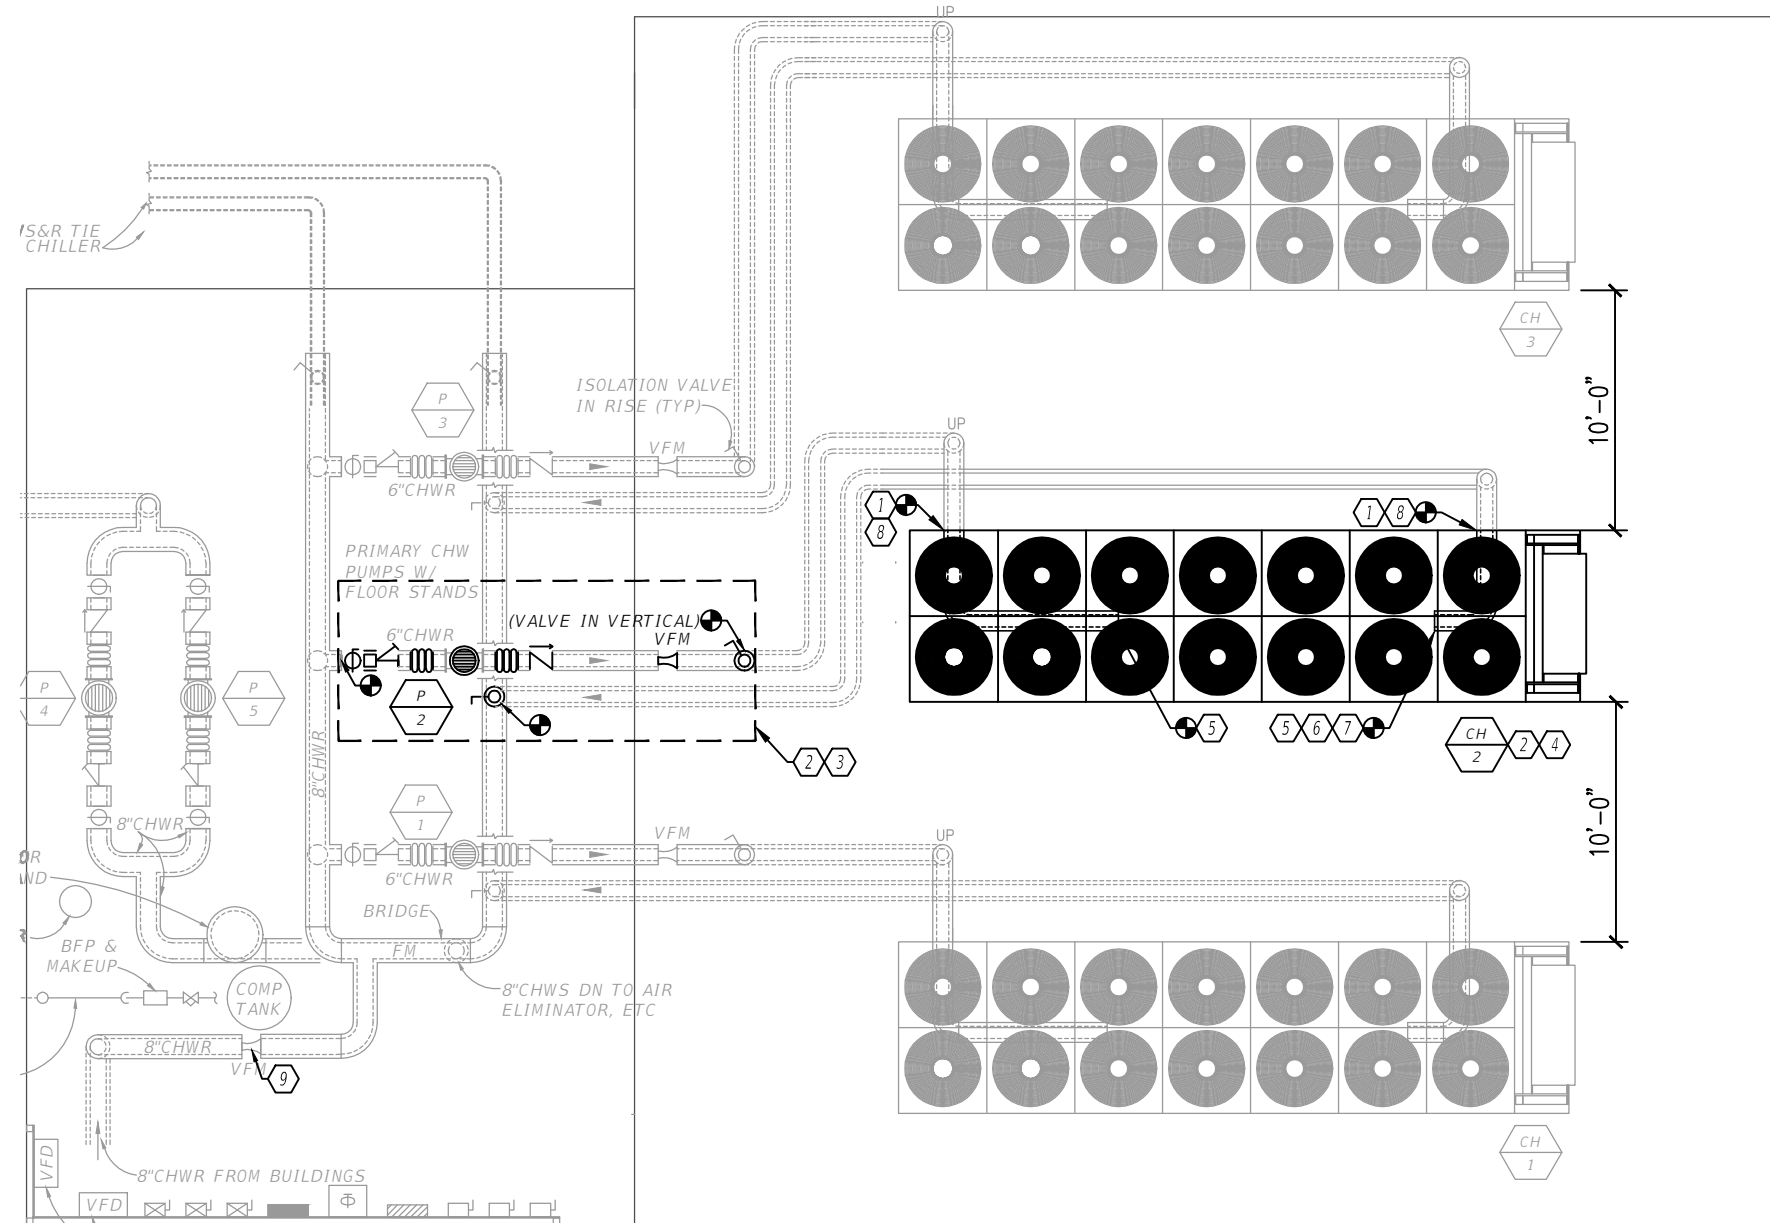 UP
'S&R TIE
CHILLER
CH
3
P
3
ISOLATION VALVE
IN RISE (TYP)
VFM
6"CHWR
10'-0"
UP
1
8
1
8
PRIMARY CHW
PUMPS W/
FLOOR STANDS
(VALVE IN VERTICAL)
VFM
6"CHWR
P
4
P
5
P
2
5
5
6
7
CH
2
2
4
2
3
8"CHWR
10'-0"
P
1
8"CHWR
VFM
UP
6"CHWR
OR
ND
BRIDGE
FM
BFP &
MAKEUP
COMP
TANK
8"CHWS DN TO AIR
ELIMINATOR, ETC
8"CHWR
VFM
9
CH
1
VFD
8"CHWR FROM BUILDINGS
VFD